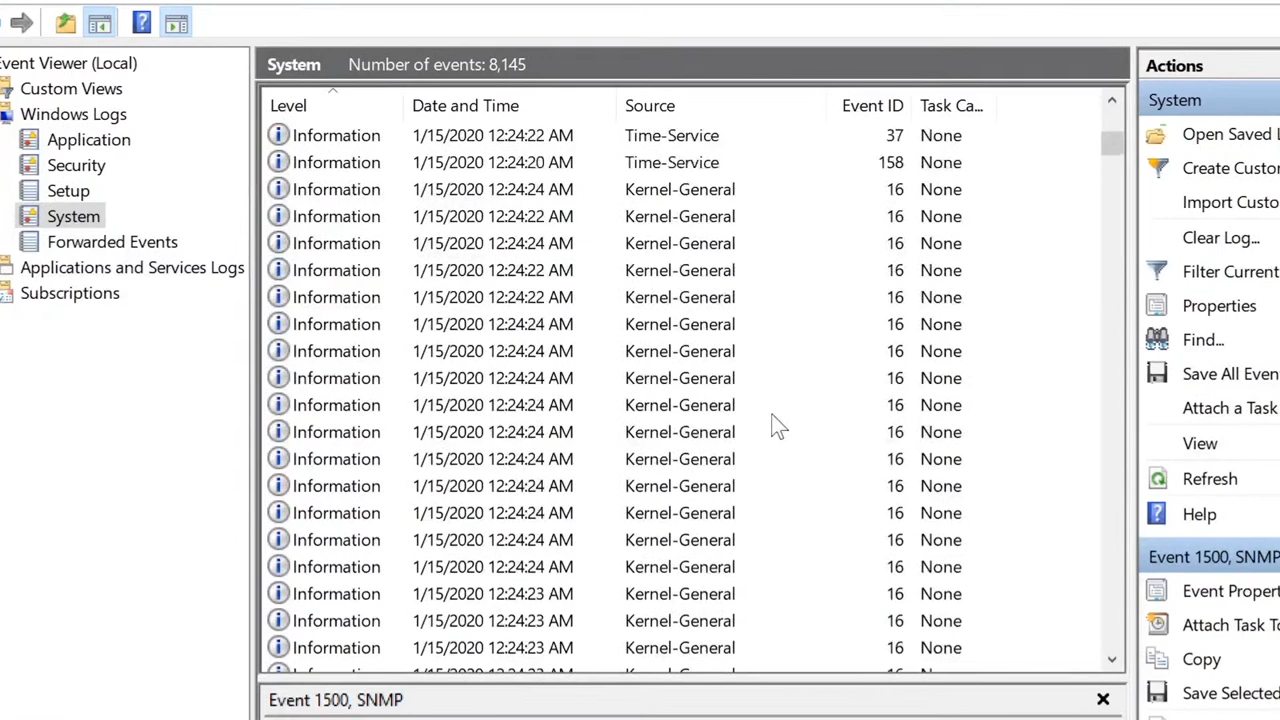 Event Viewer (Local)
Custom Views
Windows Logs
Application
Security
Setup
System
Forwarded Events
Applications and Services Logs
Subscriptions
System Number of events: 8,145
Level Date and Time Source Event ID Task Ca...
Information 1/15/2020 12:24:22 AM Time-Service 37 None
Information 1/15/2020 12:24:20 AM Time-Service 158 None
Information 1/15/2020 12:24:24 AM Kernel-General 16 None
Information 1/15/2020 12:24:22 AM Kernel-General 16 None
Information 1/15/2020 12:24:24 AM Kernel-General 16 None
Information 1/15/2020 12:24:22 AM Kernel-General 16 None
Information 1/15/2020 12:24:22 AM Kernel-General 16 None
Information 1/15/2020 12:24:24 AM Kernel-General 16 None
Information 1/15/2020 12:24:24 AM Kernel-General 16 None
Information 1/15/2020 12:24:24 AM Kernel-General 16 None
Information 1/15/2020 12:24:24 AM Kernel-General 16 None
Information 1/15/2020 12:24:24 AM Kernel-General 16 None
Information 1/15/2020 12:24:24 AM Kernel-General 16 None
Information 1/15/2020 12:24:24 AM Kernel-General 16 None
Information 1/15/2020 12:24:24 AM Kernel-General 16 None
Information 1/15/2020 12:24:24 AM Kernel-General 16 None
Information 1/15/2020 12:24:24 AM Kernel-General 16 None
Information 1/15/2020 12:24:23 AM Kernel-General 16 None
Information 1/15/2020 12:24:23 AM Kernel-General 16 None
Information 1/15/2020 12:24:23 AM Kernel-General 16 None
Event 1500, SNMP
Actions
System
Open Saved L
Create Custo
Import Custo
Clear Log...
Filter Current
Properties
Find...
Save All Even
Attach a Task
View
Refresh
Help
Event 1500, SNMP
Event Propert
Attach Task To
Copy
Save Selected